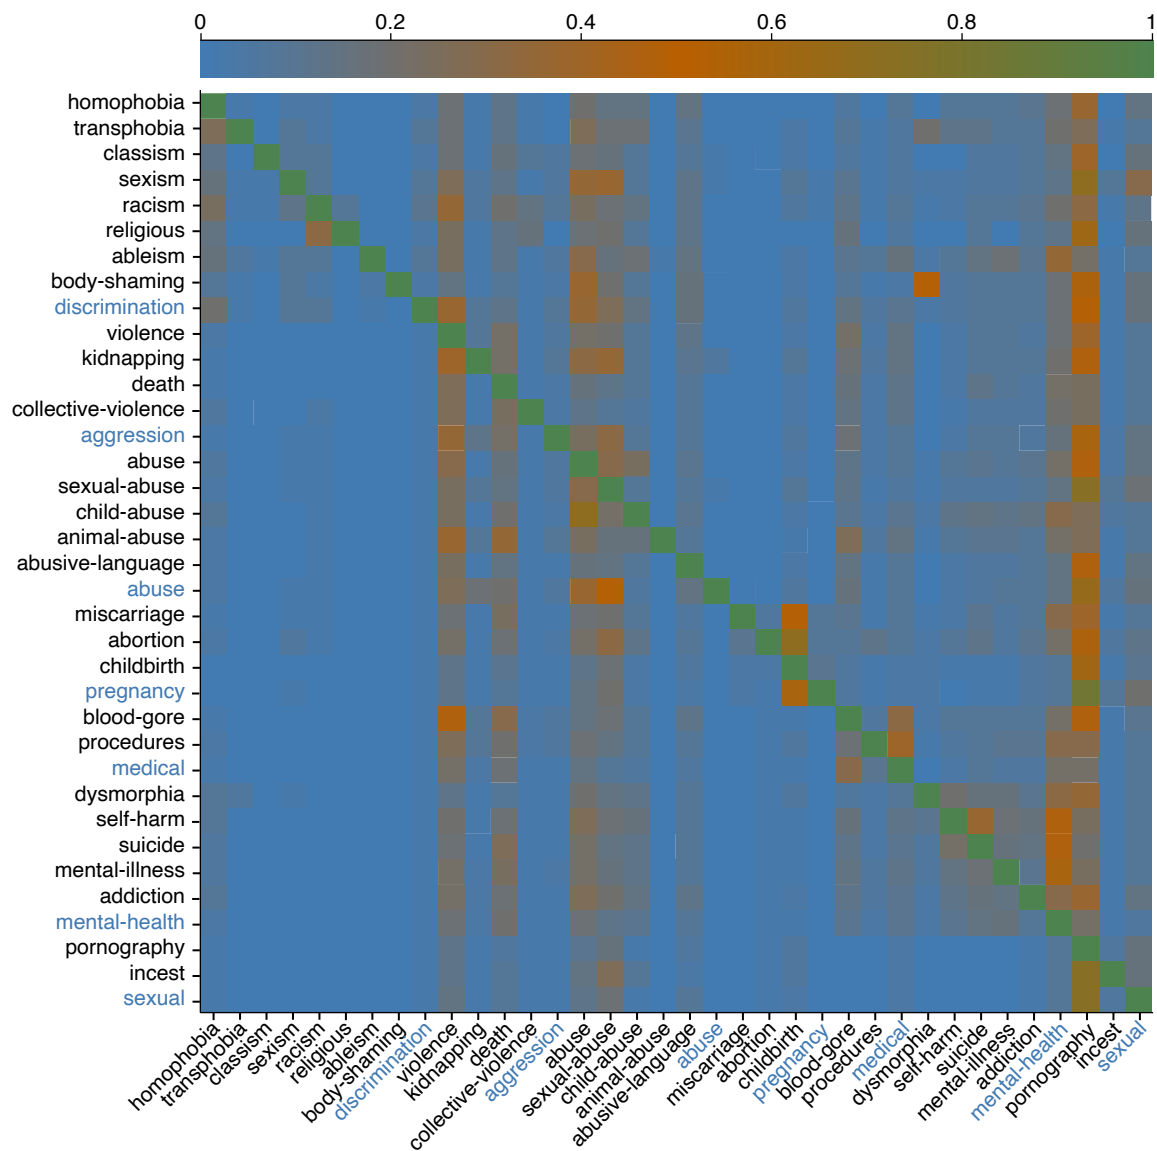 0 0.2 0.4 0.6 0.8 1
homophobia
transphobia
classism
sexism
racism
religious
ableism
body-shaming
discrimination
violence
kidnapping
death
collective-violence
aggression
abuse
sexual-abuse
child-abuse
animal-abuse
abusive-language
abuse
miscarriage
abortion
childbirth
pregnancy
blood-gore
procedures
medical
dysmorphia
self-harm
suicide
mental-illness
addiction
mental-health
pornography
incest
sexual
homophobia
transphobia
classism
sexism
racism
religious
ableism
body-shaming
discrimination
violence
kidnapping
death
collective-violence
aggression
abuse
sexual-abuse
child-abuse
animal-abuse
abusive-language
abuse
miscarriage
abortion
childbirth
pregnancy
blood-gore
procedures
medical
dysmorphia
self-harm
suicide
mental-illness
addiction
mental-health
pornography
incest
sexual